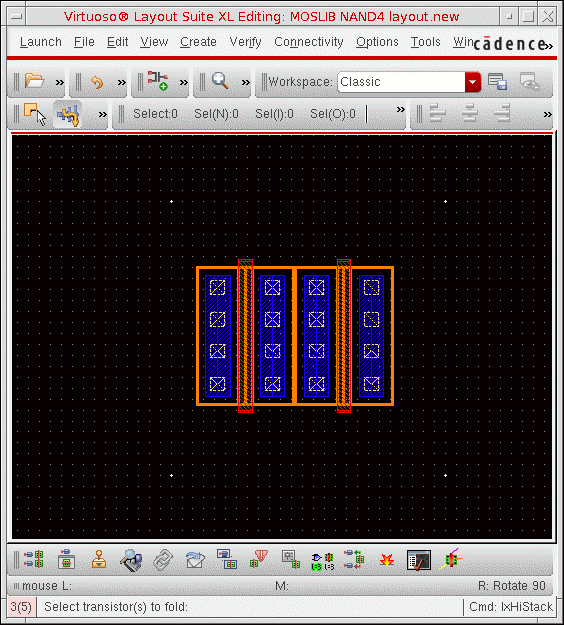 Virtuoso® Layout Suite XL Editing: MOSLIB NAND4 layout.new
Launch File Edit View Create Verify Connectivity Options Tools Win cādence »
» » » » Workspace: Classic
» Select:0 Sel(N):0 Sel(I):0 Sel(O):0 » »
mouse L: M: R: Rotate 90
3(5) Select transistor(s) to fold: Cmd: lxHiStack